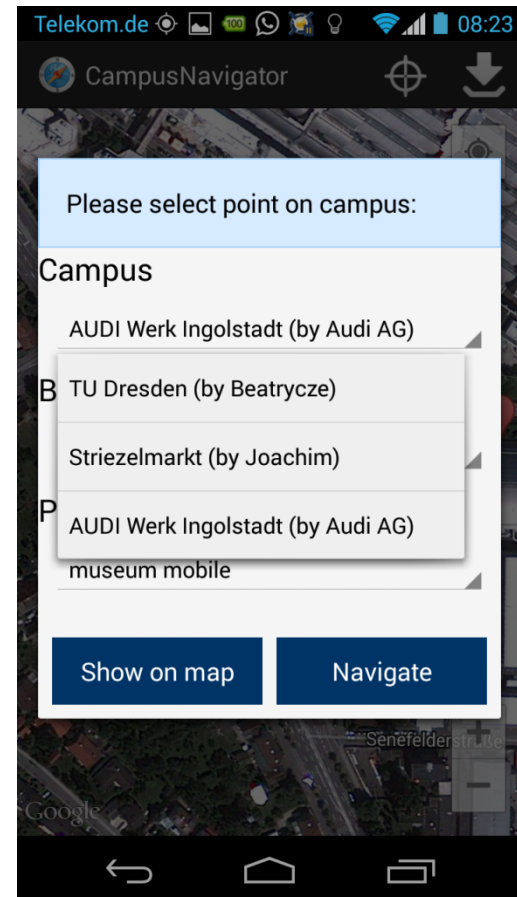 Telekom.de 100 08:23
CampusNavigator
Please select point on campus:
Campus
AUDI Werk Ingolstadt (by Audi AG)
B
TU Dresden (by Beatrycze)
Striezelmarkt (by Joachim)
P
AUDI Werk Ingolstadt (by Audi AG)
museum mobile
Show on map Navigate
Senefelderstraße
Google